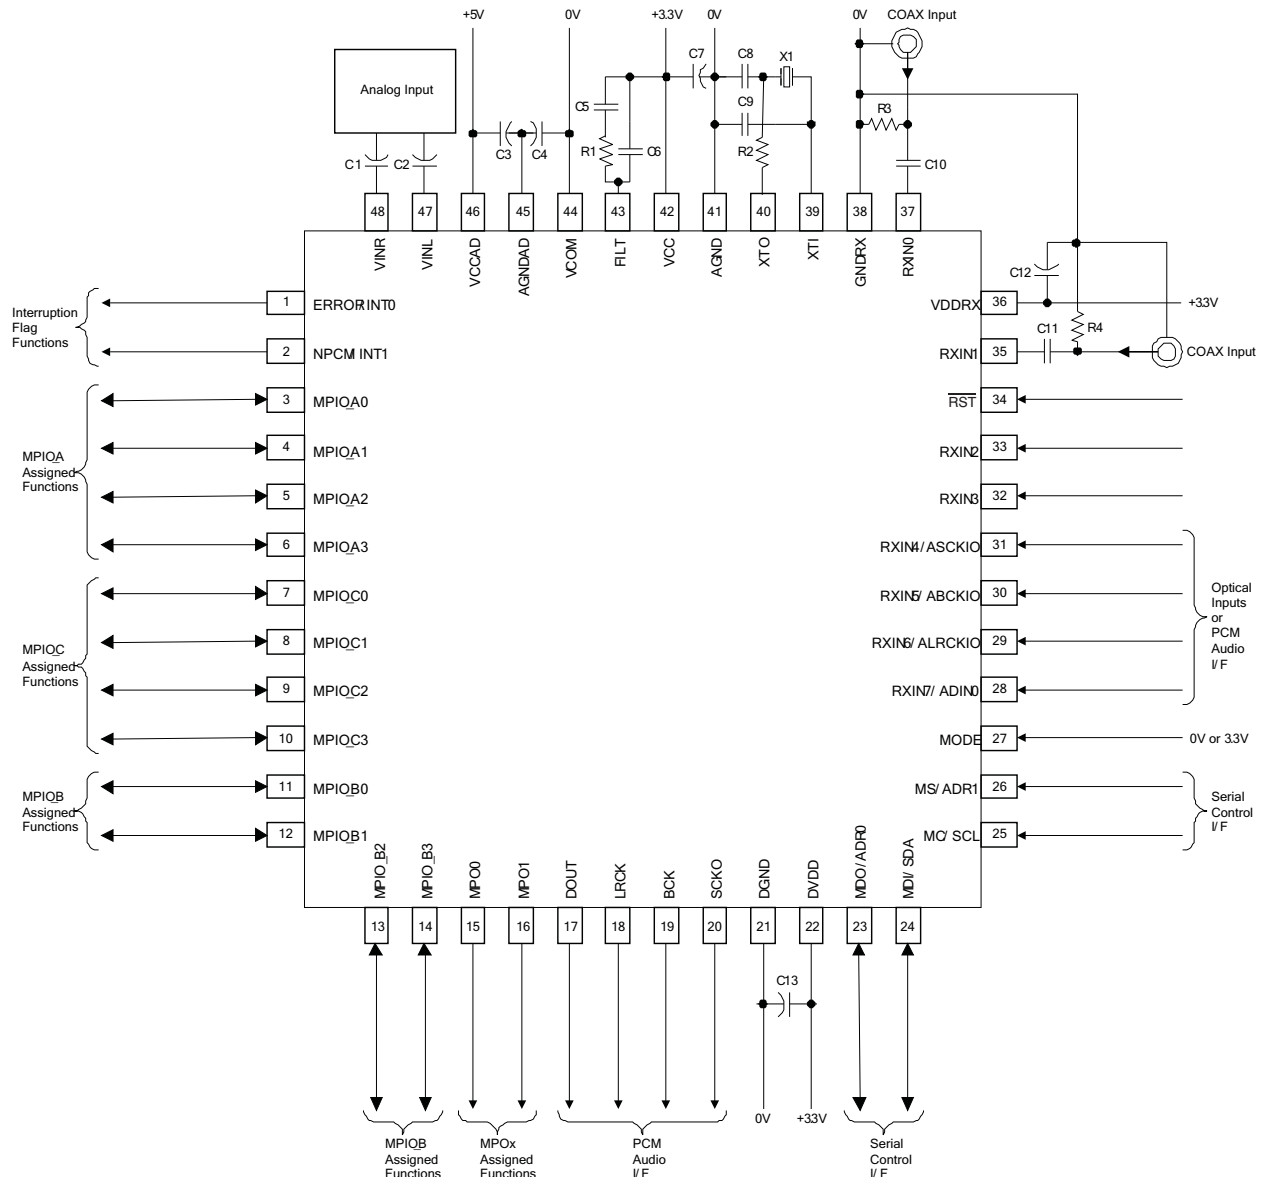 +5V
0V
+3.3V
0V
0V
COAX Input
Analog Input
C7
C8
X1
C5
C9
R3
C1
C2
C3
C4
R1
C6
R2
C10
48
47
46
45
44
43
42
41
40
39
38
37
VINR
VINL
VCCAD
AGNDAD
VCOM
FILT
VCC
AGND
XTO
XTI
GNDRX
RXIN0
Interruption
Flag
Functions
1
ERROR/INT0
2
NPCM/INT1
MPIO_A
Assigned
Functions
3
MPIO_A0
4
MPIO_A1
5
MPIO_A2
6
MPIO_A3
MPIO_C
Assigned
Functions
7
MPIO_C0
8
MPIO_C1
9
MPIO_C2
10
MPIO_C3
MPIO_B
Assigned
Functions
11
MPIO_B0
12
MPIO_B1
C12
VDDRX
36
+3.3V
C11
R4
RXIN1
35
COAX Input
RST
34
RXIN2
33
RXIN3
32
RXIN4/ASCKIO
31
RXIN5/ABCKIO
30
RXIN6/ALRCKIO
29
RXIN7/ADIN0
28
Optical
Inputs
or
PCM
Audio
I/F
MODE
27
0V or 3.3V
MS/ADR1
26
MC/SCL
25
Serial
Control
I/F
MPIO_B2
MPIO_B3
MPO0
MPO1
DOUT
LRCK
BCK
SCKO
DGND
DVDD
MDO/ADR0
MDI/SDA
13
14
15
16
17
18
19
20
21
22
23
24
C13
0V
+3.3V
MPIO_B
Assigned
Functions
MPOx
Assigned
Functions
PCM
Audio
I/F
Serial
Control
I/F